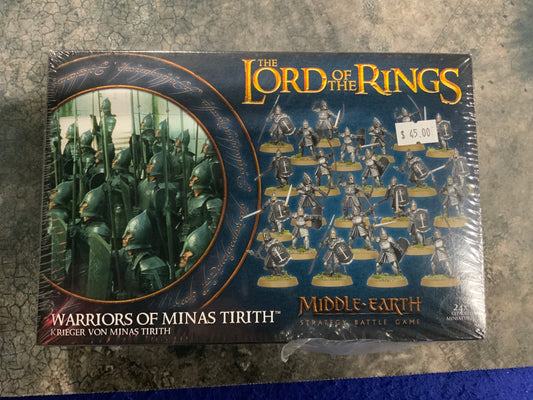 THE
LORD OF THE RINGS
$ 45.00
MIDDLE-EARTH
STRATEGY BATTLE GAME
WARRIORS OF MINAS TIRITH™
KRIEGER VON MINAS TIRITH